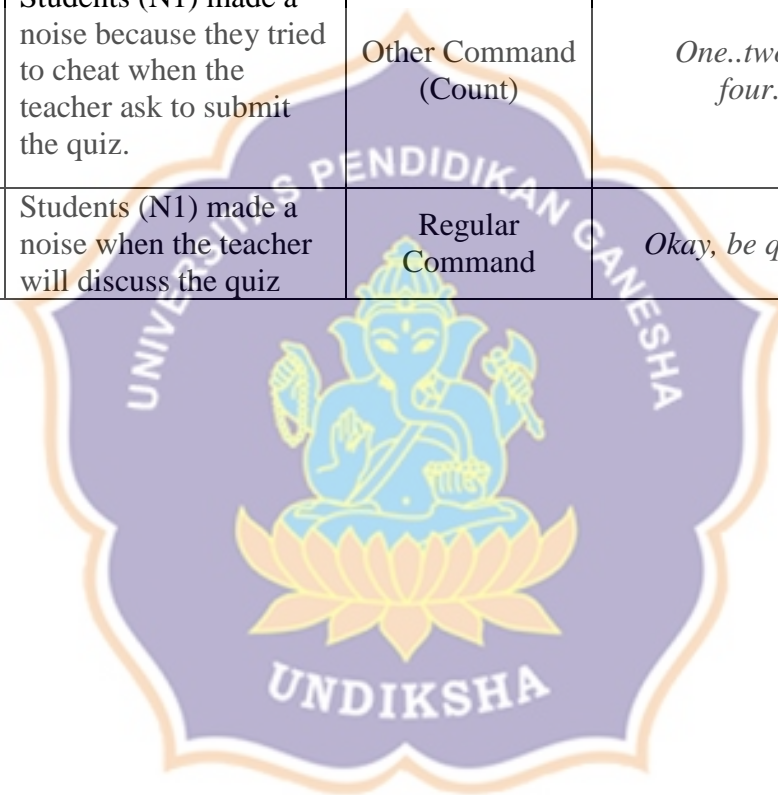 Students (N1) made a
noise because they tried
to cheat when the
teacher ask to submit
the quiz.
Other Command
(Count)
One..two
four.
Students (N1) made a
noise when the teacher
will discuss the quiz
Regular
Command
Okay, be q
UNIVERSITAS PENDIDIKAN GANESHA
UNDIKSHA